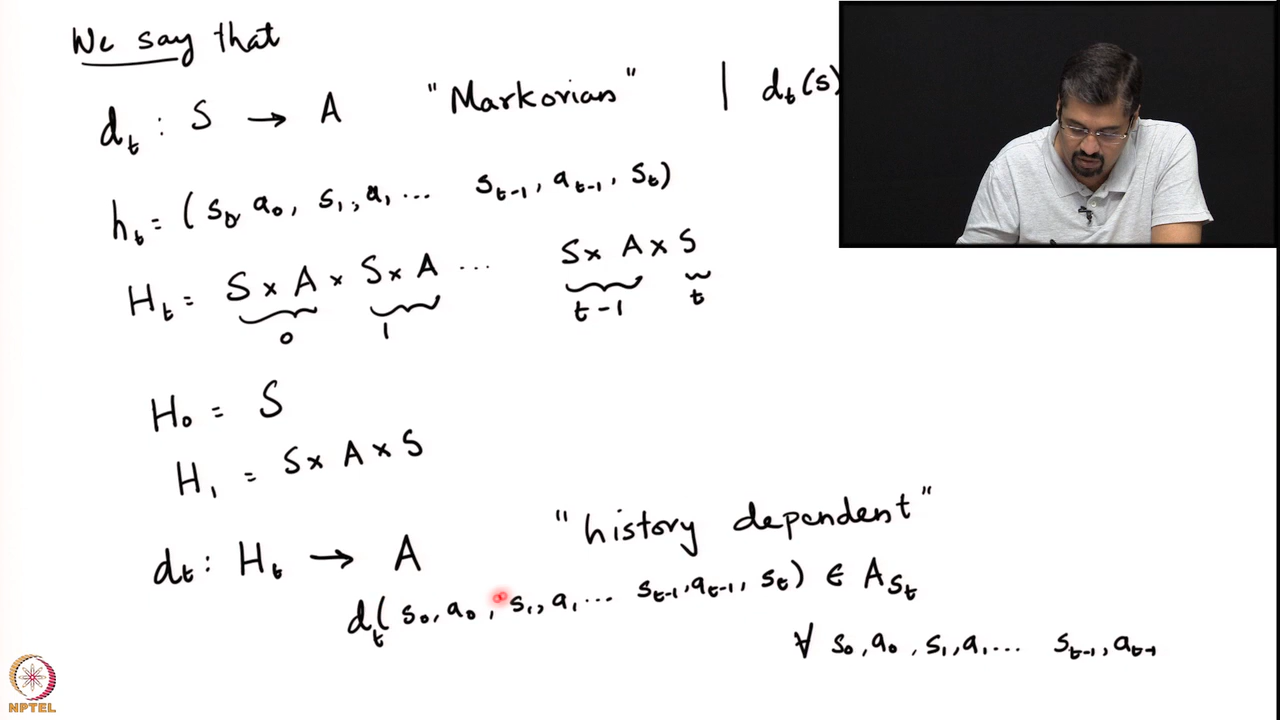 We say that
d_t : S → A "Markovian" | d_t(s)
h_t = ( s_0, a_0, s_1, a_1 ... s_{t-1}, a_{t-1}, s_t )
H_t = S × A × S × A ... S × A × S
0 1 t-1 t
H_0 = S
H_1 = S × A × S
d_t : H_t → A "history dependent"
d_t( s_0, a_0, s_1, a_1 ... s_{t-1}, a_{t-1}, s_t ) ∈ A_{s_t}
∀ s_0, a_0, s_1, a_1 ... s_{t-1}, a_{t-1}
NPTEL